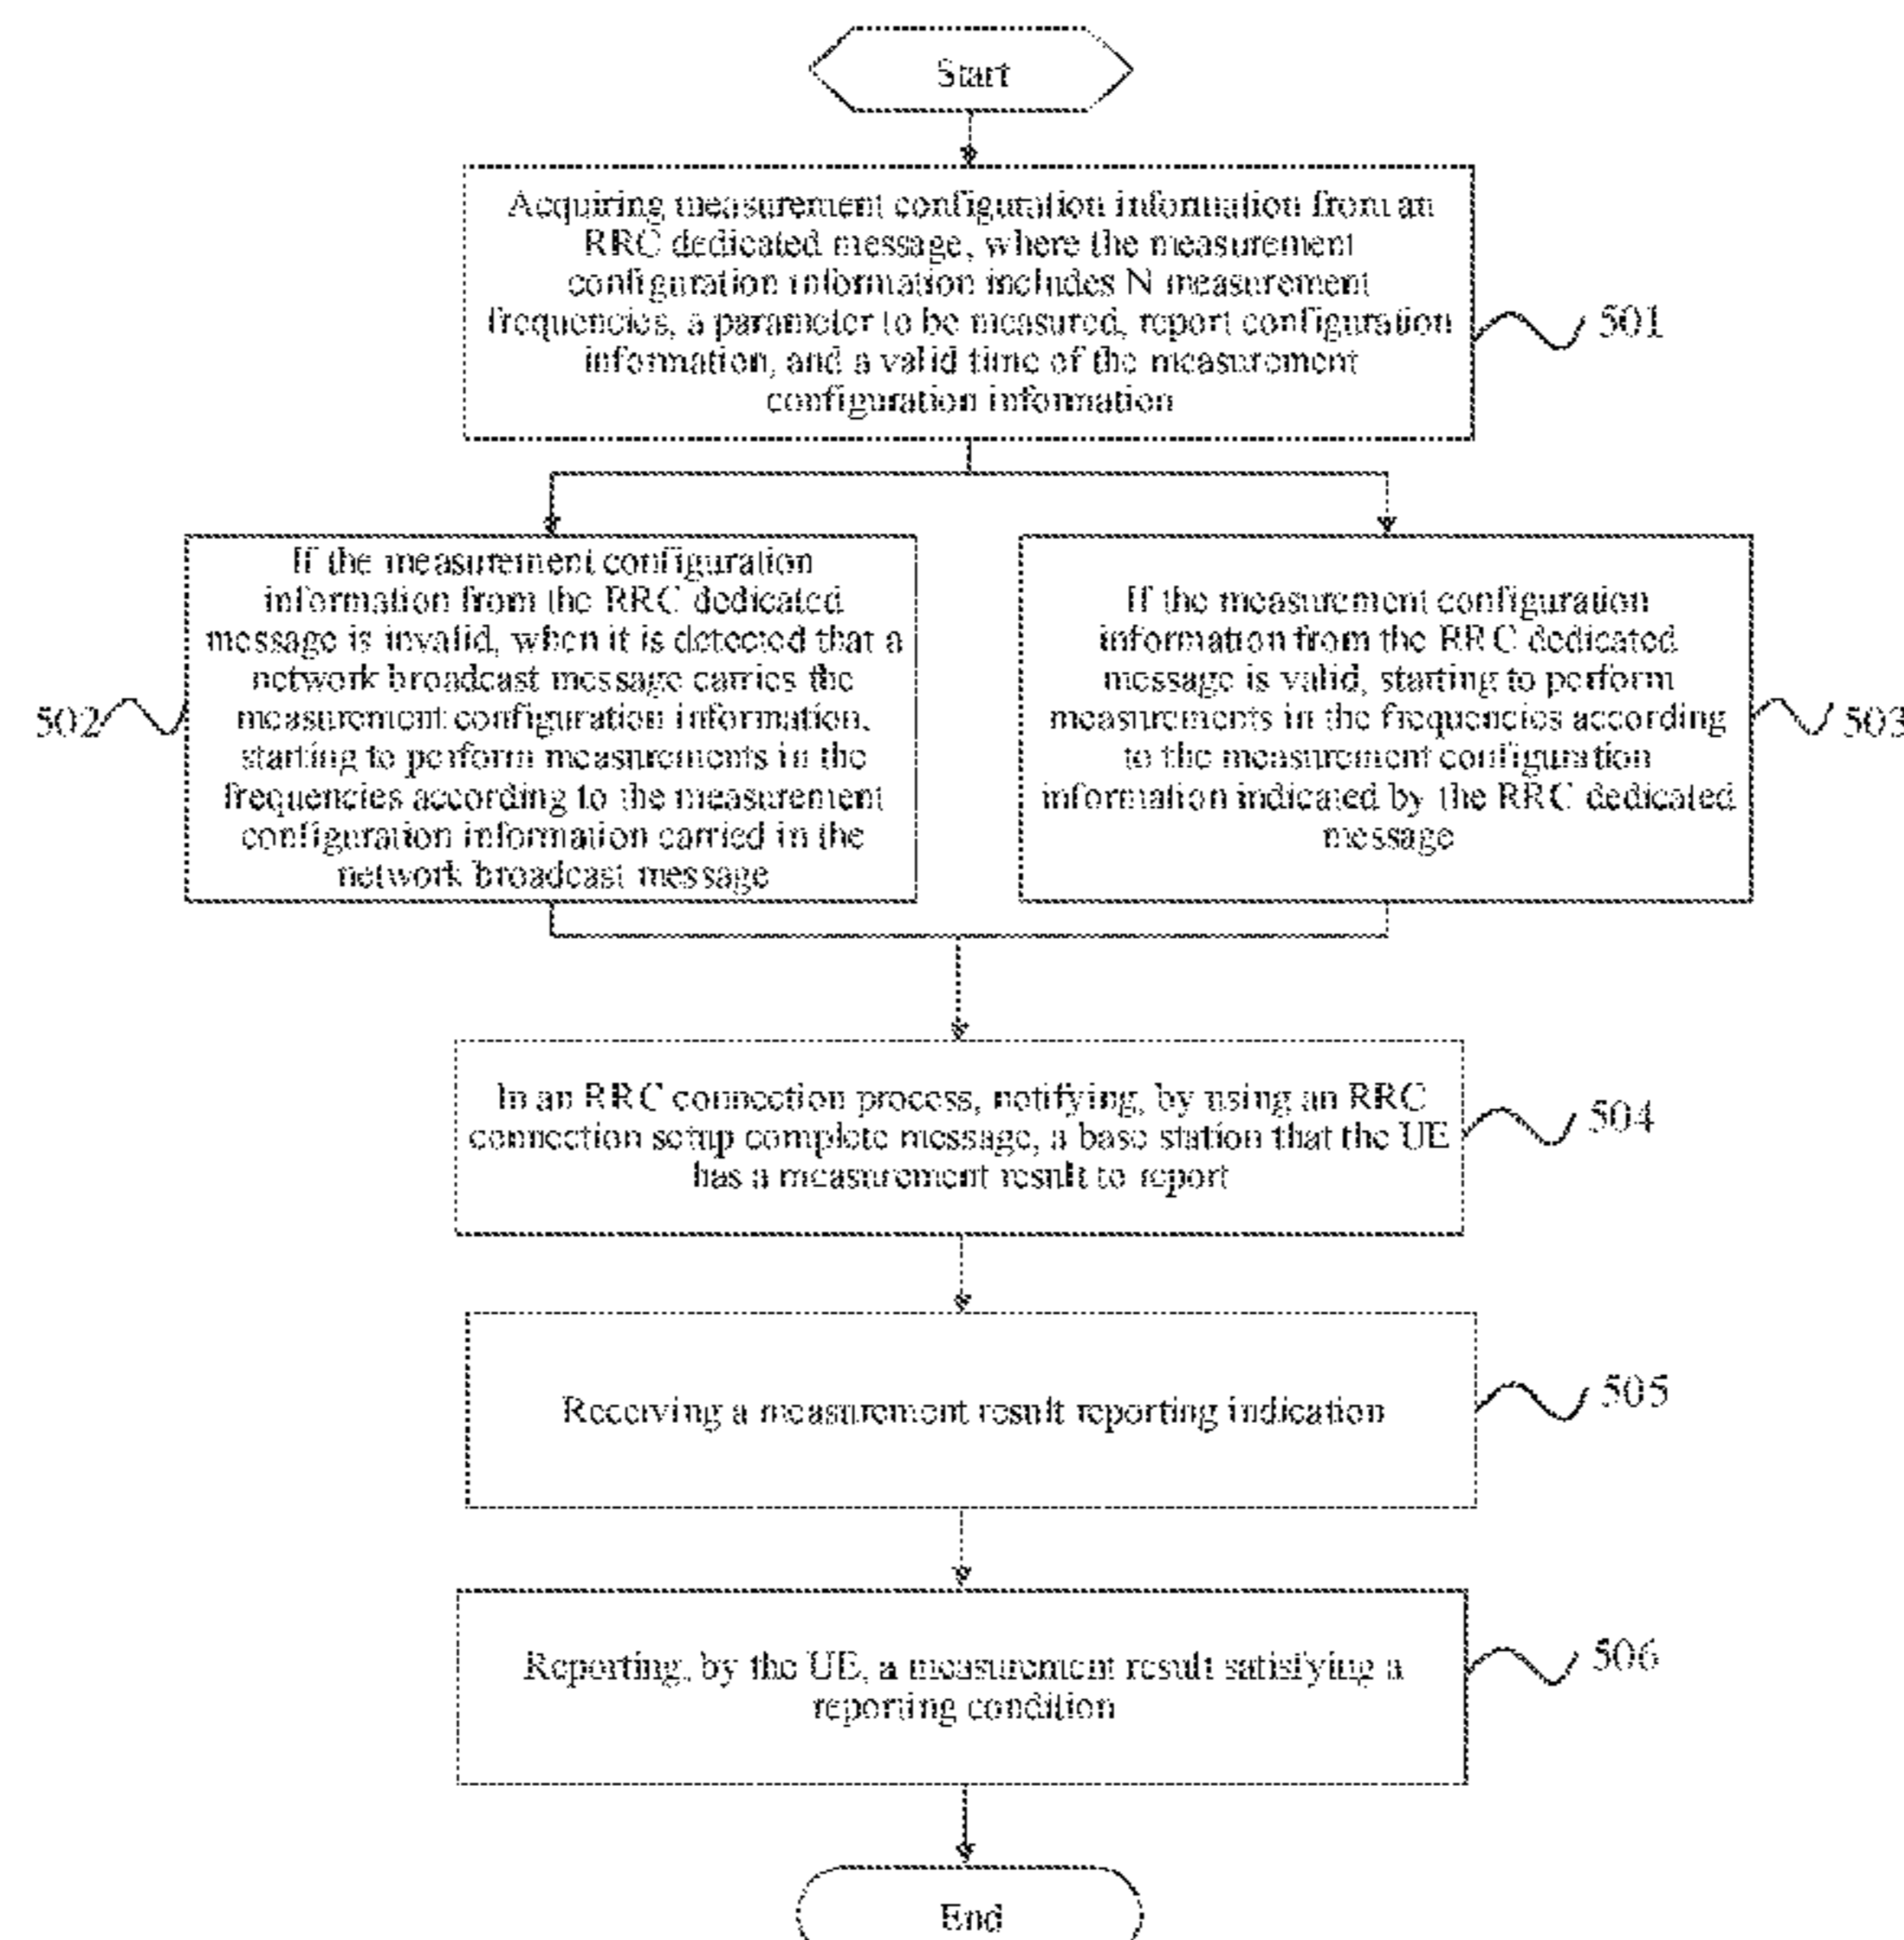 Start
Acquiring measurement configuration information from an
RRC dedicated message, where the measurement
configuration information includes N measurement
frequencies, a parameter to be measured, report configuration
information, and a valid time of the measurement
configuration information
501
If the measurement configuration
information from the RRC dedicated
message is invalid, when it is detected that a
network broadcast message carries the
measurement configuration information,
starting to perform measurements in the
frequencies according to the measurement
configuration information carried in the
network broadcast message
502
If the measurement configuration
information from the RRC dedicated
message is valid, starting to perform
measurements in the frequencies according
to the measurement configuration
information indicated by the RRC dedicated
message
503
In an RRC connection process, notifying, by using an RRC
connection setup complete message, a base station that the UE
has a measurement result to report
504
Receiving a measurement result reporting indication
505
Reporting, by the UE, a measurement result satisfying a
reporting condition
506
End